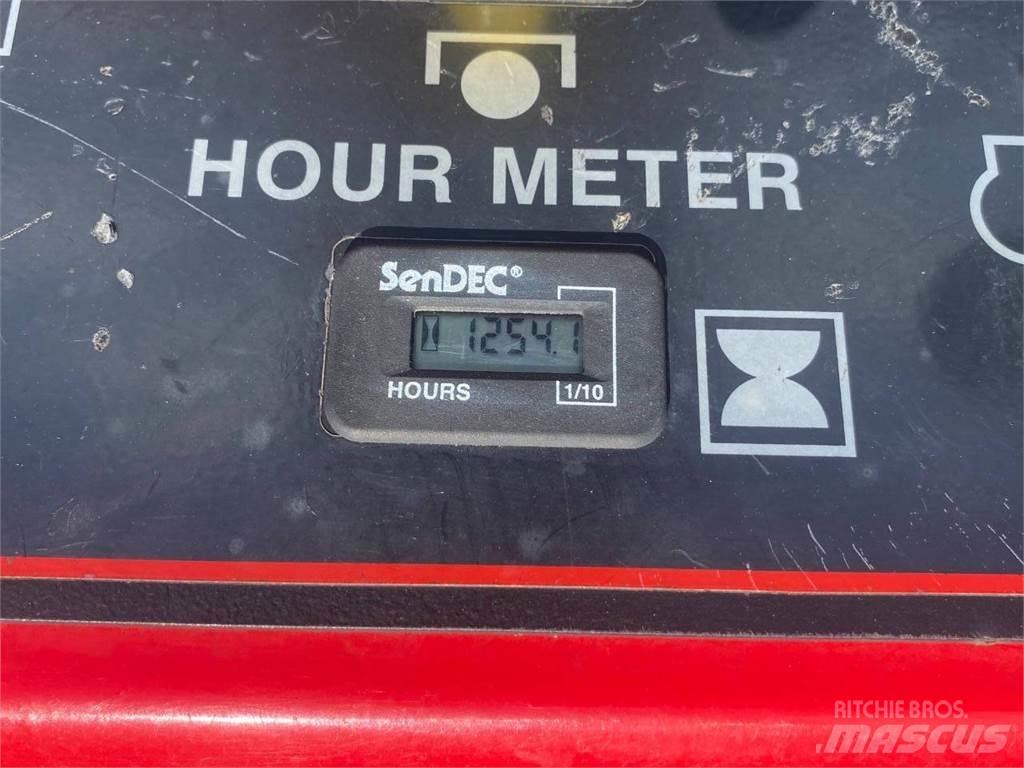 HOUR METER
SenDEC®
1254.1
HOURS
1/10
RITCHIE BROS.
MASCUS